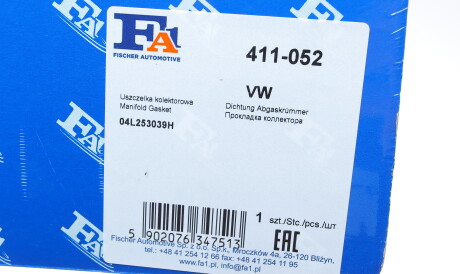 FA1
FISCHER AUTOMOTIVE
411-052
VW
Uszczelka kolektorowa
Manifold Gasket
Dichtung Abgaskrümmer
Прокладка коллектора
04L253039H
5 902076 347513
1 szt./Stc./pcs./шт
EAC
Fischer Automotive Sp. z o.o. Sp.k., Mroczków 4a, 26-120 Bliżyn,
tel. +48 41 254 12 66 fax: +48 41 254 11 95
www.fa1.pl, info@fa1.pl